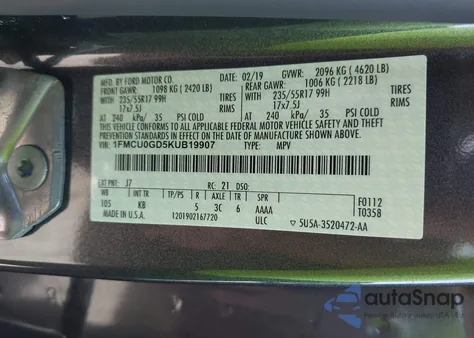 MFD. BY FORD MOTOR CO.
02/19 GVWR: 2096 KG ( 4620 LB)
FRONT GAWR: 1098 KG ( 2420 LB)
REAR GAWR: 1006 KG ( 2218 LB)
235/55R17 99H TIRES 235/55R17 99H TIRES
17x7.5J RIMS 17x7.5J RIMS
AT 240 kPa/ 35 PSI COLD AT 240 kPa/ 35 PSI COLD
THIS VEHICLE CONFORMS TO ALL APPLICABLE FEDERAL MOTOR VEHICLE SAFETY AND THEFT
PREVENTION STANDARDS IN EFFECT ON THE DATE OF MANUFACTURE SHOWN ABOVE.
VIN: 1FMCU0GD5KUB19907 TYPE: MPV
EXT PNT: J7 RC: 21 DSO:
WB INT TR TP/PS R AXLE TR SPR
105 KB 5 3C 6 AAAA
F0112
T0358
MADE IN U.S.A. 1201902167720 ULC 5U5A-3520472-AA
autoSnap